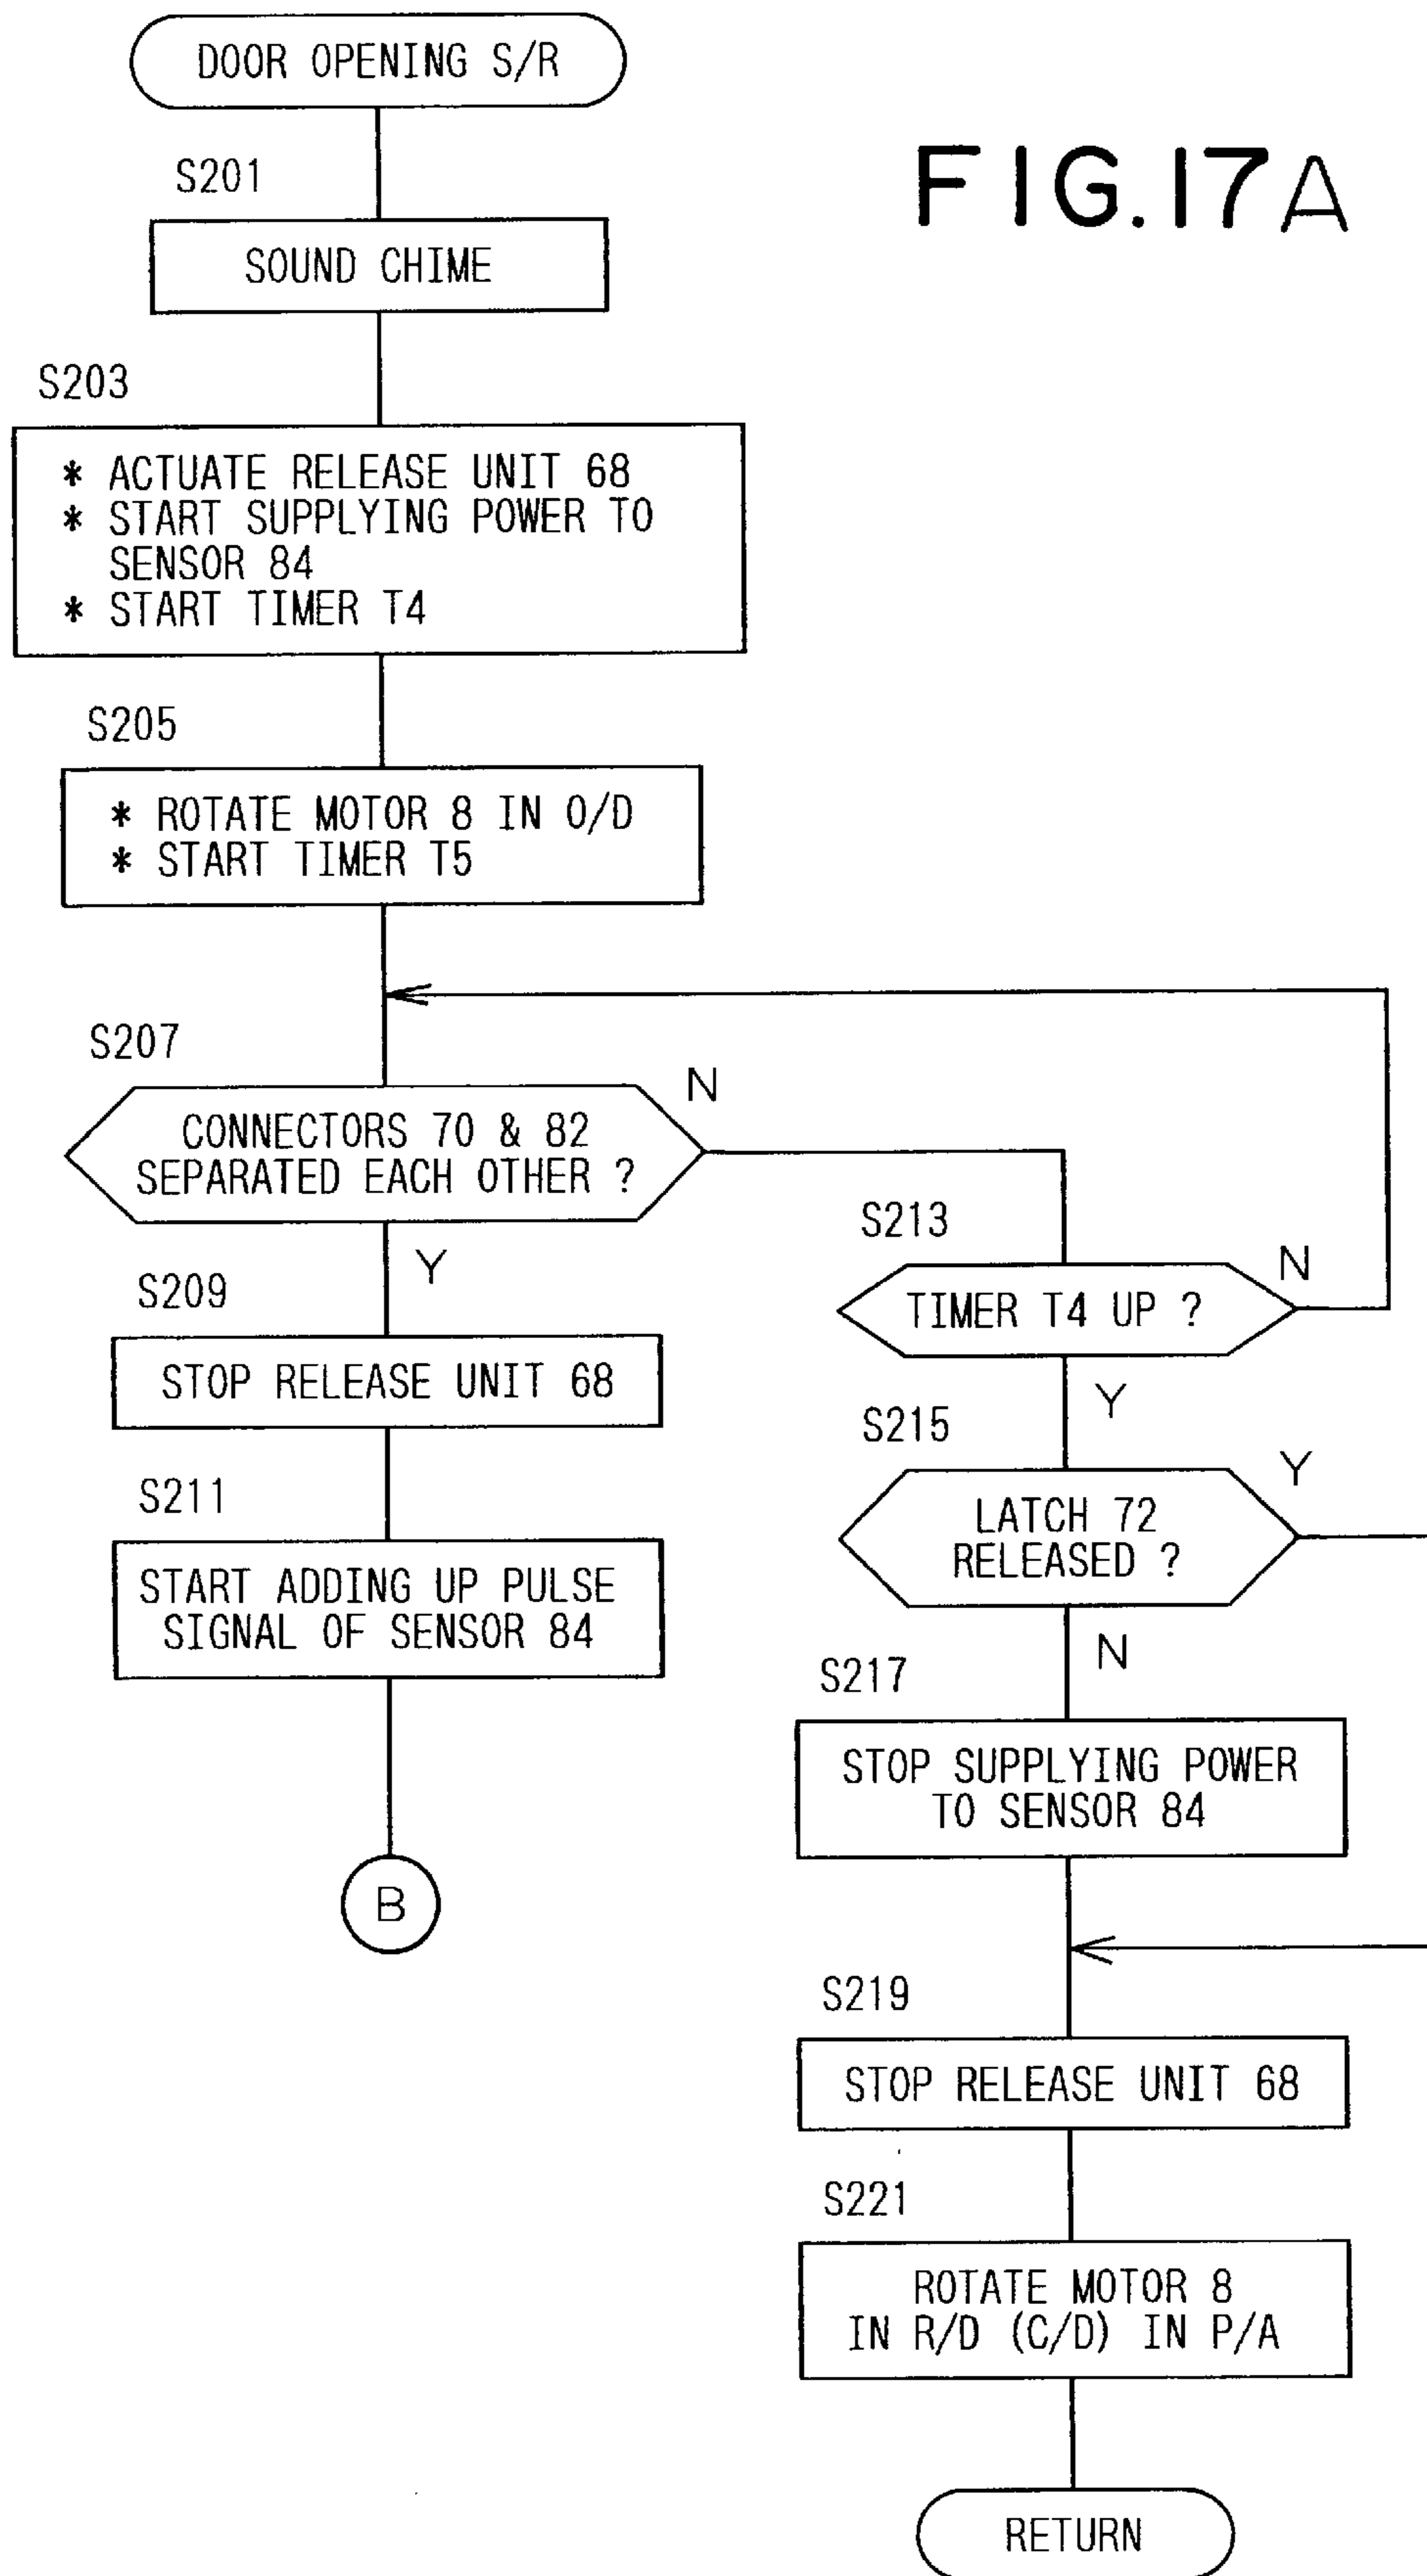 DOOR OPENING S/R
FIG.17A
S201
SOUND CHIME
S203
* ACTUATE RELEASE UNIT 68
* START SUPPLYING POWER TO
SENSOR 84
* START TIMER T4
S205
* ROTATE MOTOR 8 IN O/D
* START TIMER T5
S207
CONNECTORS 70 & 82
SEPARATED EACH OTHER ?
N
Y
S209
STOP RELEASE UNIT 68
S211
START ADDING UP PULSE
SIGNAL OF SENSOR 84
B
S213
TIMER T4 UP ?
N
Y
S215
LATCH 72
RELEASED ?
Y
N
S217
STOP SUPPLYING POWER
TO SENSOR 84
S219
STOP RELEASE UNIT 68
S221
ROTATE MOTOR 8
IN R/D (C/D) IN P/A
RETURN